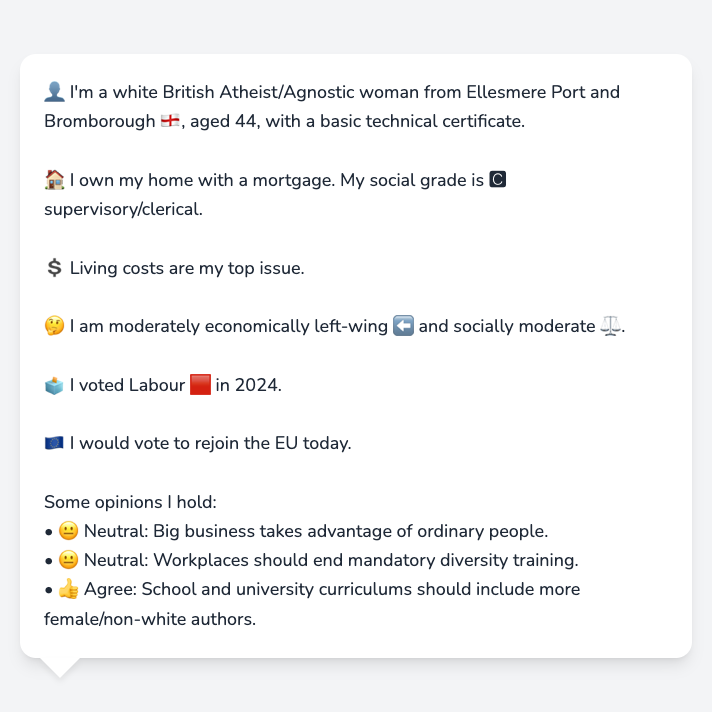 👤 I'm a white British Atheist/Agnostic woman from Ellesmere Port and
Bromborough 🏴󠁧󠁢󠁥󠁮󠁧󠁿, aged 44, with a basic technical certificate.
🏠 I own my home with a mortgage. My social grade is 🅲
supervisory/clerical.
💲 Living costs are my top issue.
🤔 I am moderately economically left-wing ⬅️ and socially moderate ⚖️.
🗳️ I voted Labour 🟥 in 2024.
🇪🇺 I would vote to rejoin the EU today.
Some opinions I hold:
• 😐 Neutral: Big business takes advantage of ordinary people.
• 😐 Neutral: Workplaces should end mandatory diversity training.
• 👍 Agree: School and university curriculums should include more
female/non-white authors.